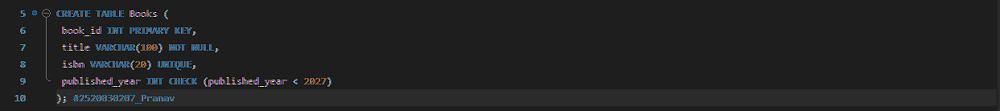 5 CREATE TABLE Books (
6 book_id INT PRIMARY KEY,
7 title VARCHAR(100) NOT NULL,
8 isbn VARCHAR(20) UNIQUE,
9 published_year INT CHECK (published_year < 2027)
10 ); #2520030207_Pranav